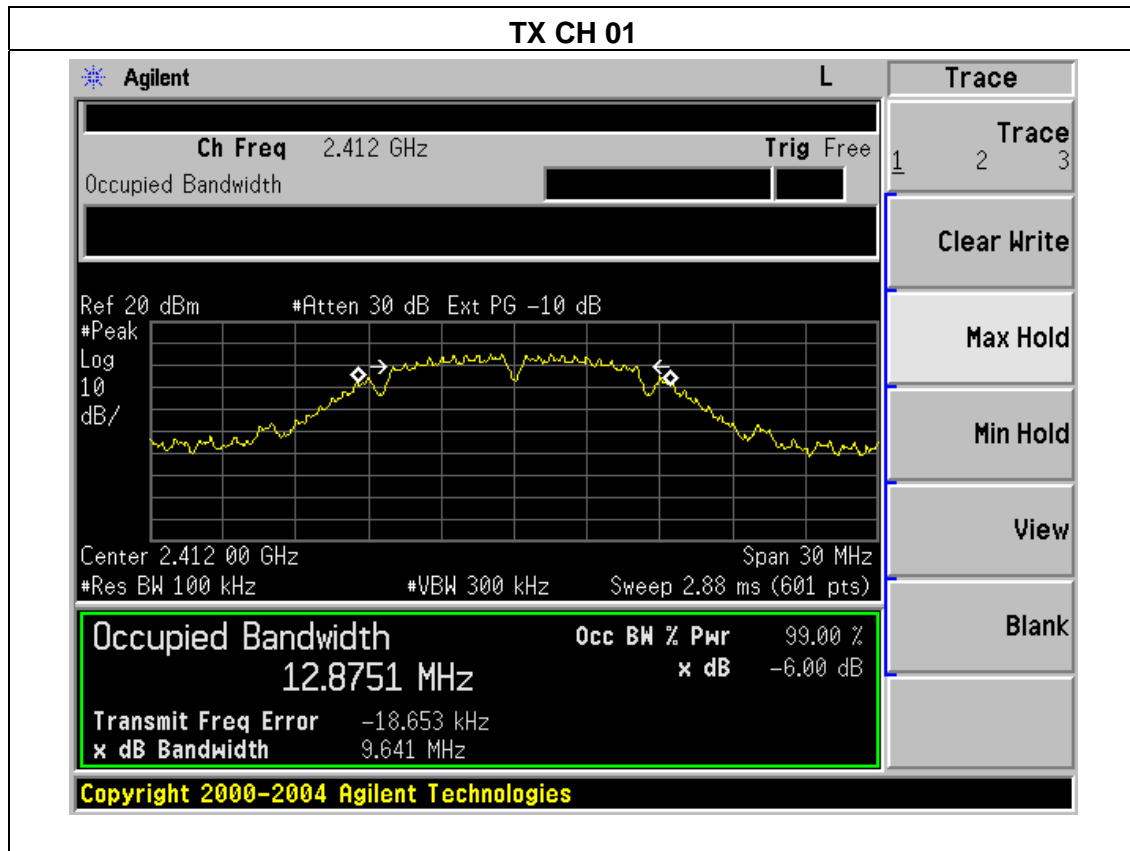 TX CH 01
Agilent L Trace
Ch Freq 2.412 GHz Trig Free
Occupied Bandwidth
Trace
1 2 3
Clear Write
Max Hold
Min Hold
View
Blank
Ref 20 dBm #Atten 30 dB Ext PG -10 dB
#Peak
Log
10
dB/
Center 2.412 00 GHz Span 30 MHz
#Res BW 100 kHz #VBW 300 kHz Sweep 2.88 ms (601 pts)
Occupied Bandwidth Occ BW % Pwr 99.00 %
12.8751 MHz x dB -6.00 dB
Transmit Freq Error -18.653 kHz
x dB Bandwidth 9.641 MHz
Copyright 2000-2004 Agilent Technologies